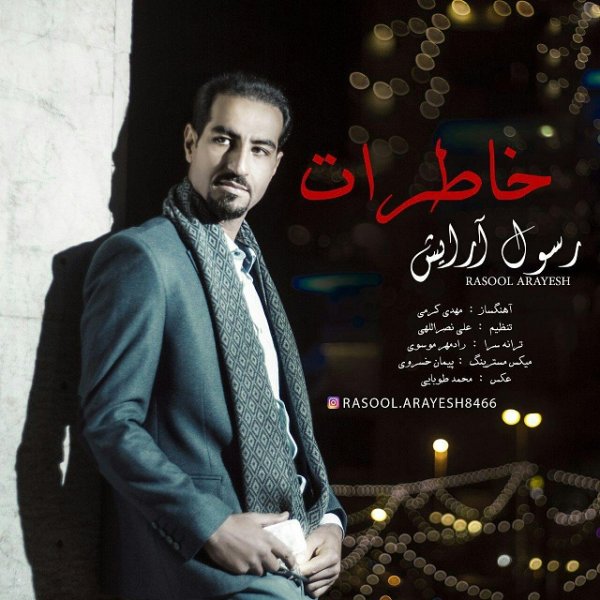 خاطرات
رسول آرایش
RASOOL ARAYESH
آهنگساز : مهدی کرمی
تنظیم : علی نصراللهی
ترانه سرا : رادمهر موسوی
میکس مسترینگ : پیمان خسروی
عکس : محمد طوبایی
RASOOL.ARAYESH8466